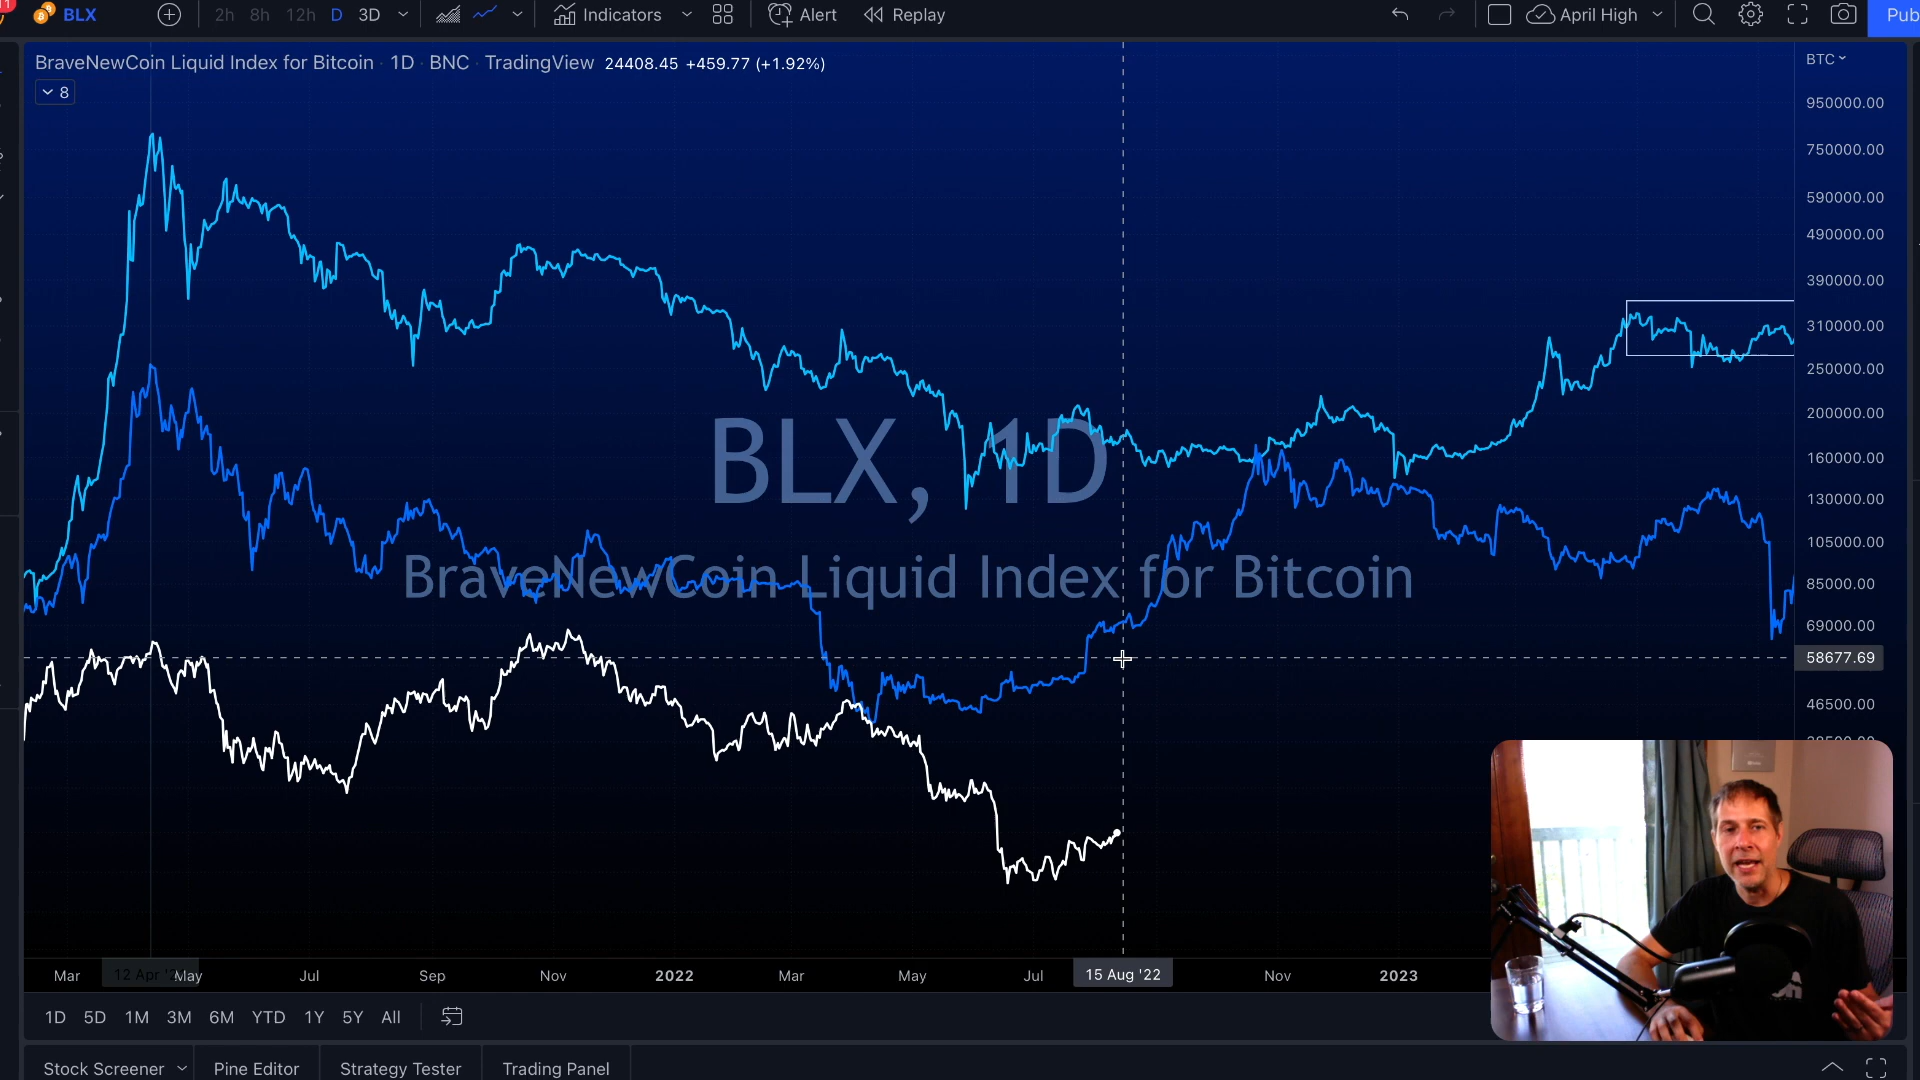 11
BLX
2h 8h 12h D 3D
Indicators
Alert
Replay
April High
Pub
BraveNewCoin Liquid Index for Bitcoin · 1D · BNC · TradingView 24408.45 +459.77 (+1.92%)
8
BTC
950000.00
750000.00
590000.00
490000.00
390000.00
310000.00
250000.00
200000.00
160000.00
130000.00
105000.00
85000.00
69000.00
58677.69
46500.00
BLX, 1D
BraveNewCoin Liquid Index for Bitcoin
Mar 12 Apr '21 May Jul Sep Nov 2022 Mar May Jul 15 Aug '22 Nov 2023
1D 5D 1M 3M 6M YTD 1Y 5Y All
Stock Screener Pine Editor Strategy Tester Trading Panel